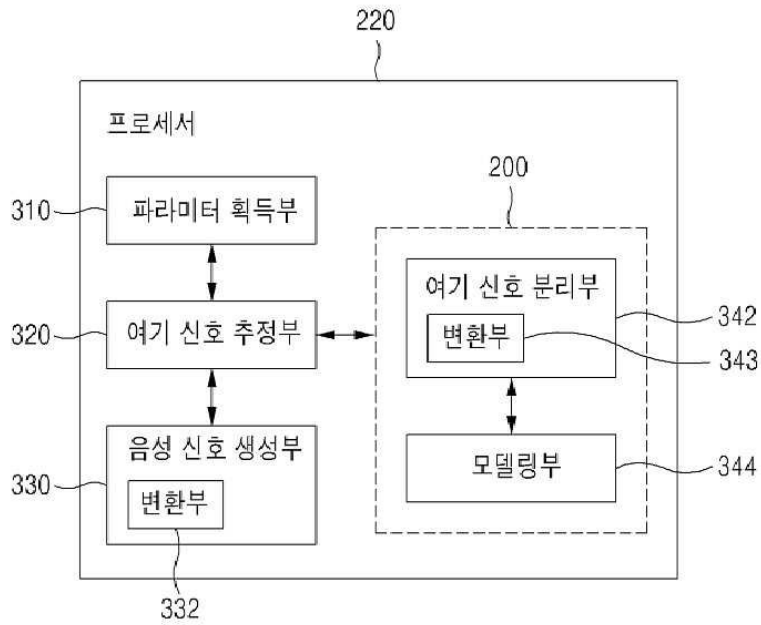 220
프로세서
200
310
파라미터 획득부
여기 신호 분리부
342
320
여기 신호 추정부
변환부
343
음성 신호 생성부
330
모델링부
344
변환부
332